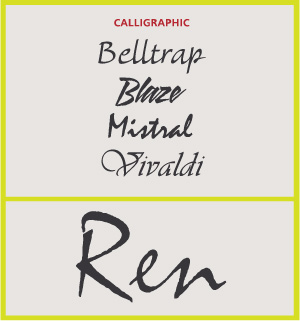 CALLIGRAPHIC
Belltrap
Blaze
Mistral
Vivaldi
Ren